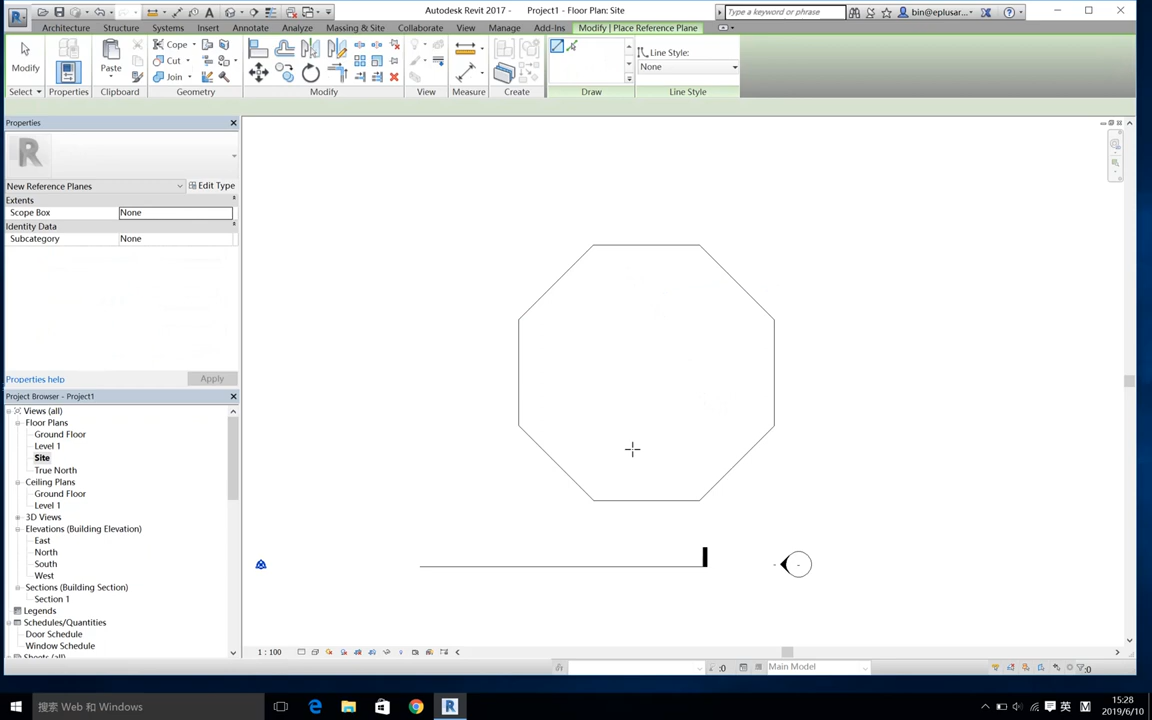 Autodesk Revit 2017 - Project1 - Floor Plan: Site
Type a keyword or phrase
bin@eplusar...
Architecture Structure Systems Insert Annotate Analyze Massing & Site Collaborate View Manage Add-Ins Modify | Place Reference Plane
Modify
Paste
Cope
Cut
Join
Line Style:
None
Select Properties Clipboard Geometry Modify View Measure Create Draw Line Style
Properties
New Reference Planes Edit Type
Extents
Scope Box None
Identity Data
Subcategory None
Properties help Apply
Project Browser - Project1
Views (all)
Floor Plans
Ground Floor
Level 1
Site
True North
Ceiling Plans
Ground Floor
Level 1
3D Views
Elevations (Building Elevation)
East
North
South
West
Sections (Building Section)
Section 1
Legends
Schedules/Quantities
Door Schedule
Window Schedule
Sheets (all)
1 : 100
:0 Main Model :0
搜索 Web 和 Windows
英
15:28
2019/6/10